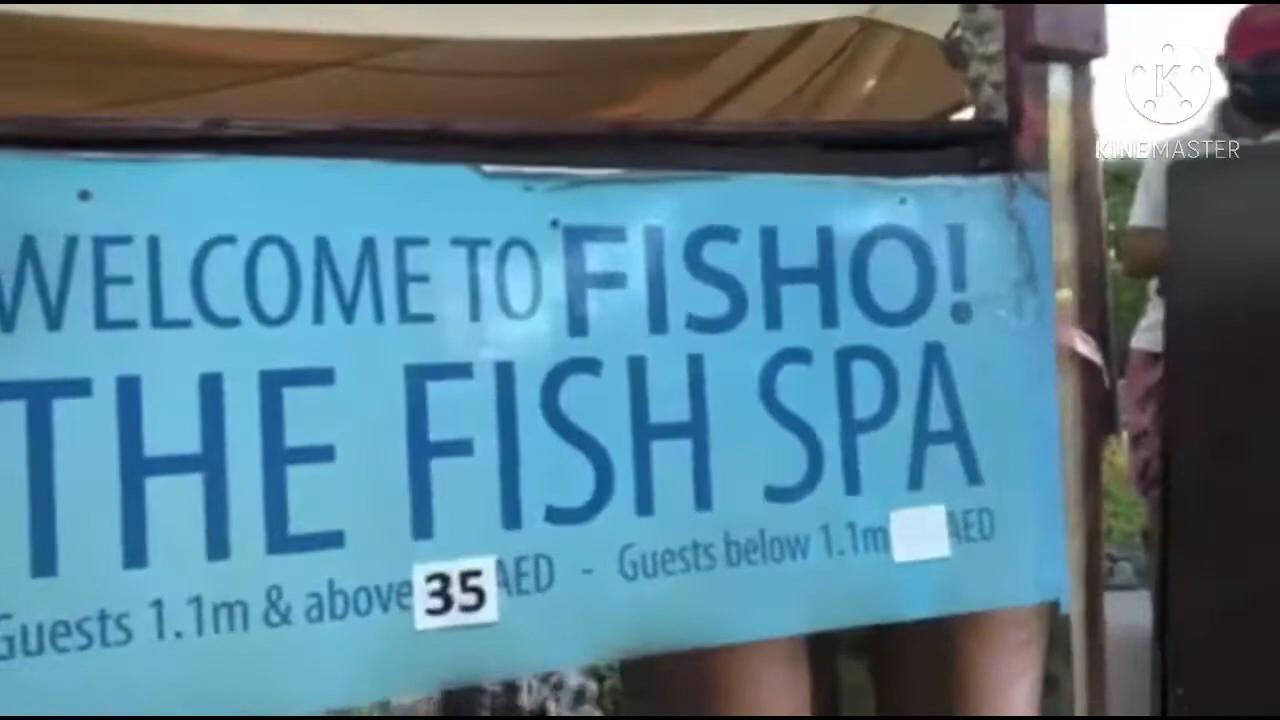 K
KINEMASTER
WELCOME TO FISHO!
THE FISH SPA
Guests 1.1m & above 35 AED - Guests below 1.1m AED